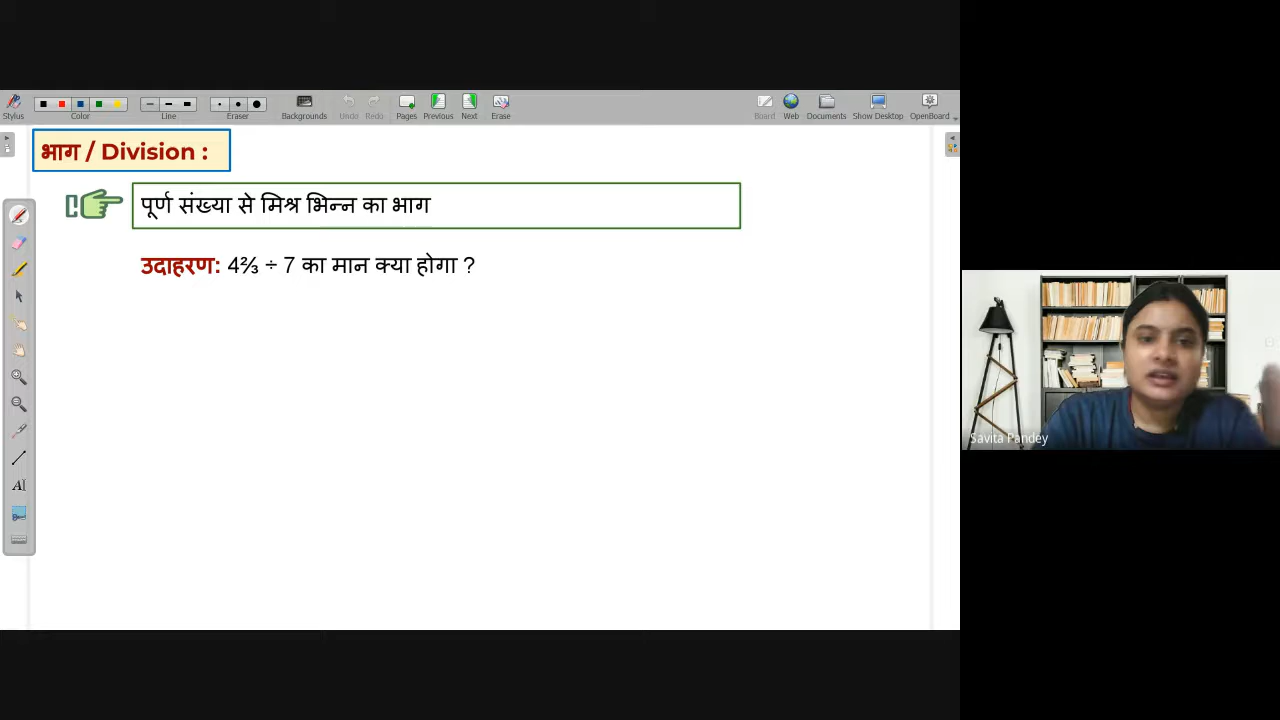 Stylus
Color
Line
Eraser
Backgrounds
Undo
Redo
Pages
Previous
Next
Erase
Board
Web
Documents
Show Desktop
OpenBoard
भाग / Division :
पूर्ण संख्या से मिश्र भिन्न का भाग
उदाहरण: 4⅔ ÷ 7 का मान क्या होगा ?
Savita Pandey